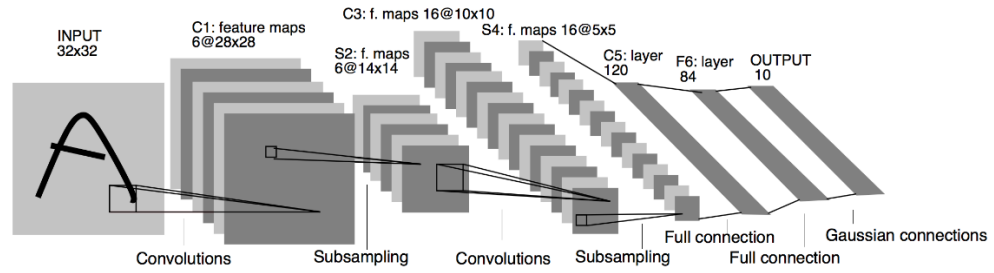 INPUT
32x32
C1: feature maps
6@28x28
S2: f. maps
6@14x14
C3: f. maps 16@10x10
S4: f. maps 16@5x5
C5: layer
120
F6: layer
84
OUTPUT
10
Convolutions
Subsampling
Convolutions
Subsampling
Full connection
Full connection
Gaussian connections